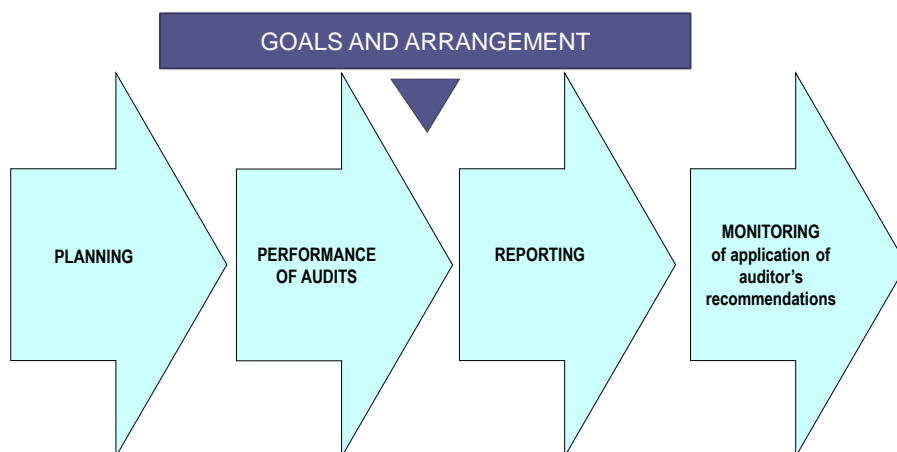 GOALS AND ARRANGEMENT
PLANNING
PERFORMANCE
OF AUDITS
REPORTING
MONITORING
of application of
auditor's
recommendations